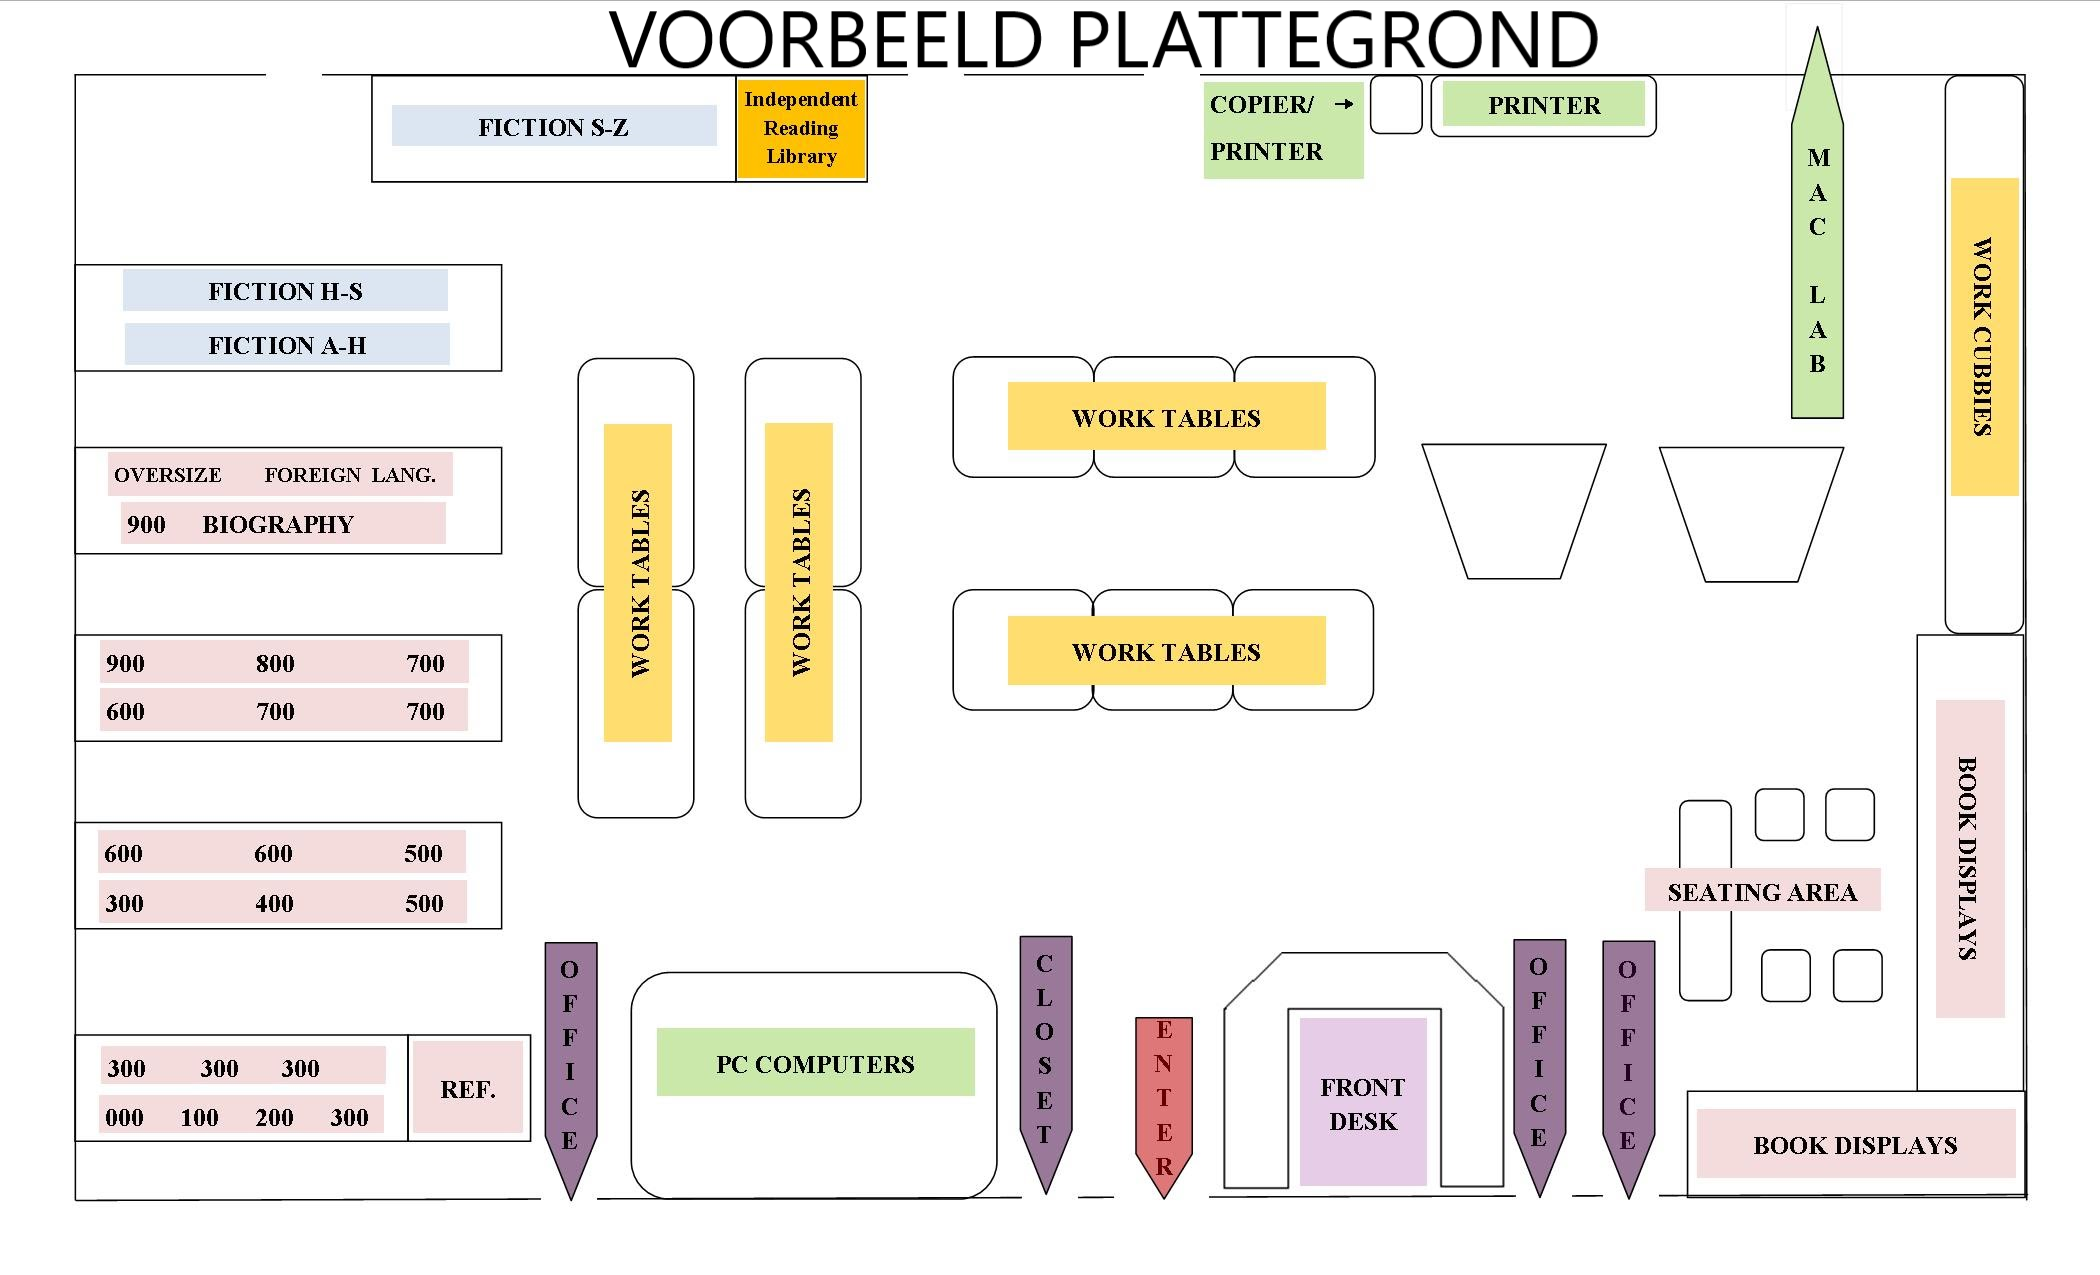 VOORBEELD PLATTEGROND
FICTION S-Z
Independent
Reading
Library
COPIER/ →
PRINTER
PRINTER
MAC LAB
WORK CUBBIES
FICTION H-S
FICTION A-H
OVERSIZE FOREIGN LANG.
900 BIOGRAPHY
WORK TABLES
WORK TABLES
WORK TABLES
WORK TABLES
900 800 700
600 700 700
600 600 500
300 400 500
BOOK DISPLAYS
SEATING AREA
300 300 300
000 100 200 300
REF.
OFFICE
PC COMPUTERS
CLOSET
ENTER
FRONT
DESK
OFFICE
OFFICE
BOOK DISPLAYS